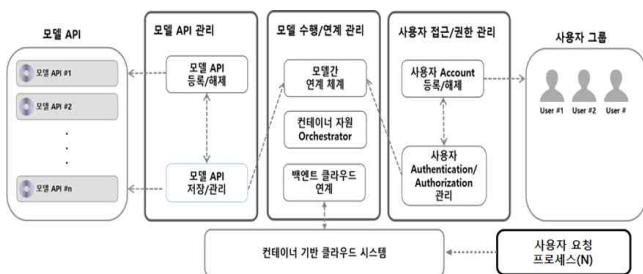 모델 API
모델 API #1
모델 API #2
모델 API #n
모델 API 관리
모델 API
등록/해제
모델 API
저장/관리
모델 수행/연계 관리
모델간
연계 체계
컨테이너 자원
Orchestrator
백엔트 클라우드
연계
사용자 접근/권한 관리
사용자 Account
등록/해제
사용자
Authentication/
Authorization
관리
사용자 그룹
User #1
User #2
User #
컨테이너 기반 클라우드 시스템
사용자 요청
프로세스(N)